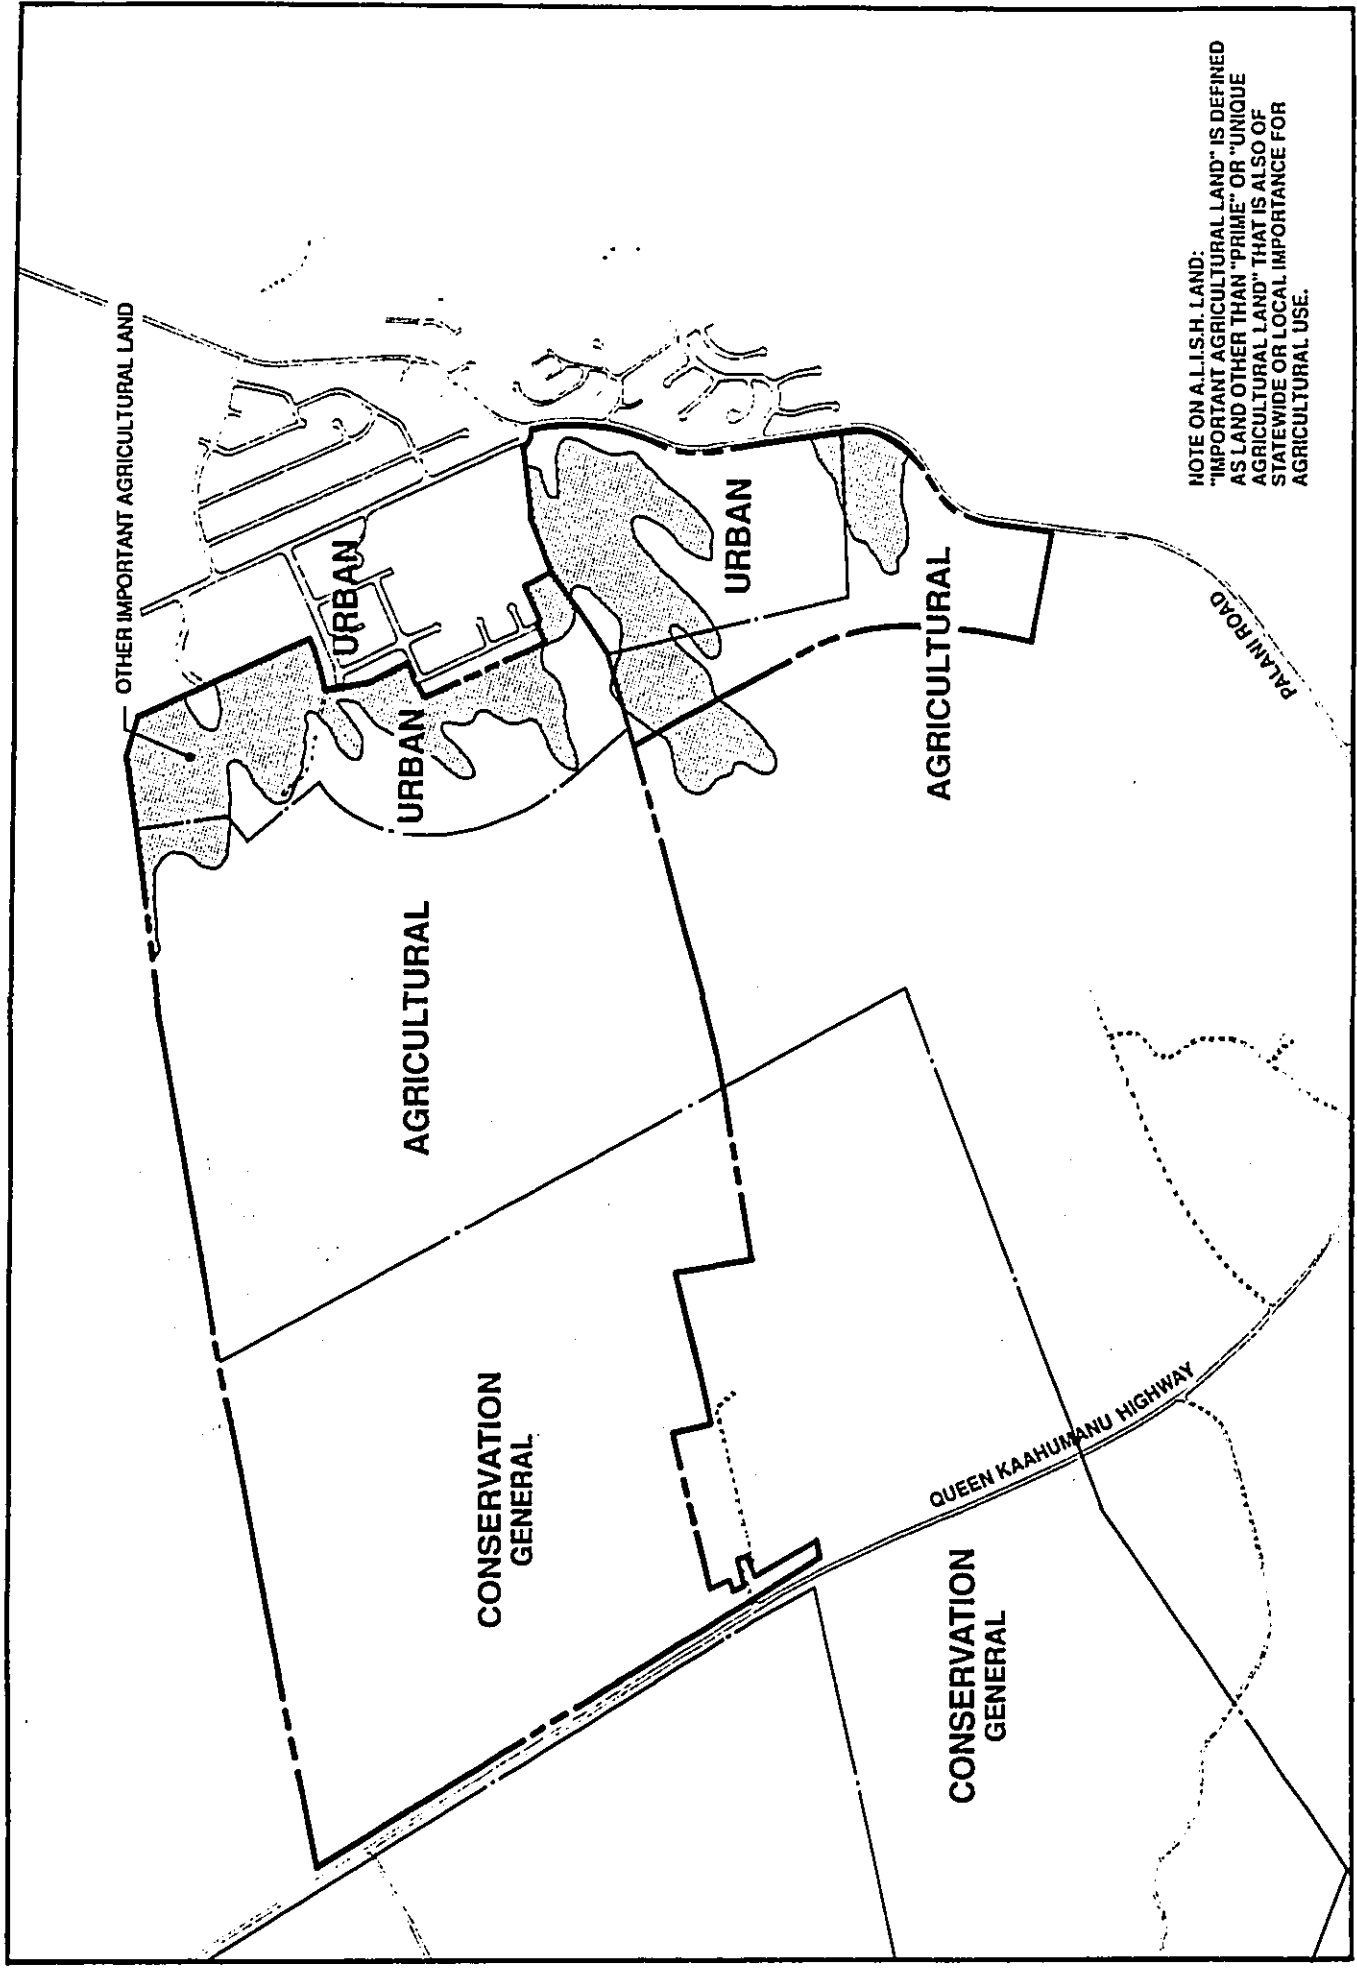 OTHER IMPORTANT AGRICULTURAL LAND
URBAN
URBAN
URBAN
AGRICULTURAL
AGRICULTURAL
CONSERVATION
GENERAL
CONSERVATION
GENERAL
QUEEN KAAHUMANU HIGHWAY
PALANI ROAD
NOTE ON A.L.I.S.H. LAND:
"IMPORTANT AGRICULTURAL LAND" IS DEFINED
AS LAND OTHER THAN "PRIME" OR "UNIQUE
AGRICULTURAL LAND" THAT IS ALSO OF
STATEWIDE OR LOCAL IMPORTANCE FOR
AGRICULTURAL USE.